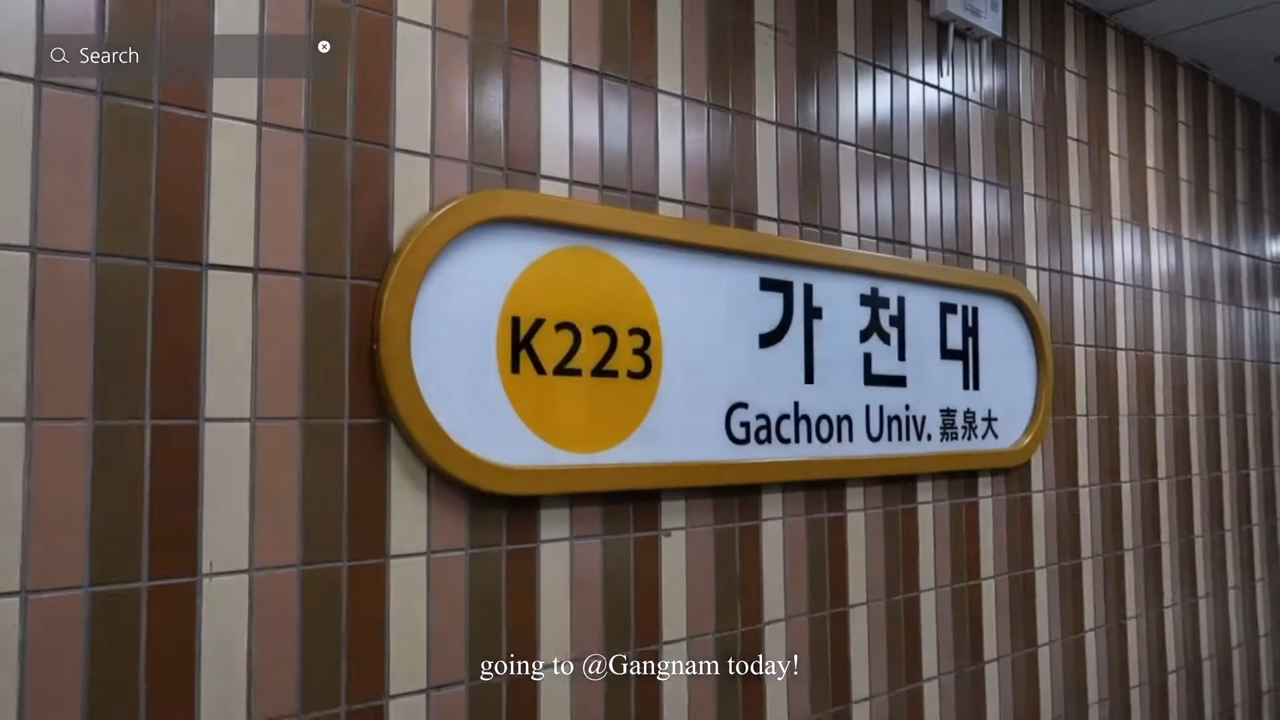 Search
K223
가천대
Gachon Univ. 嘉泉大
going to @Gangnam today!